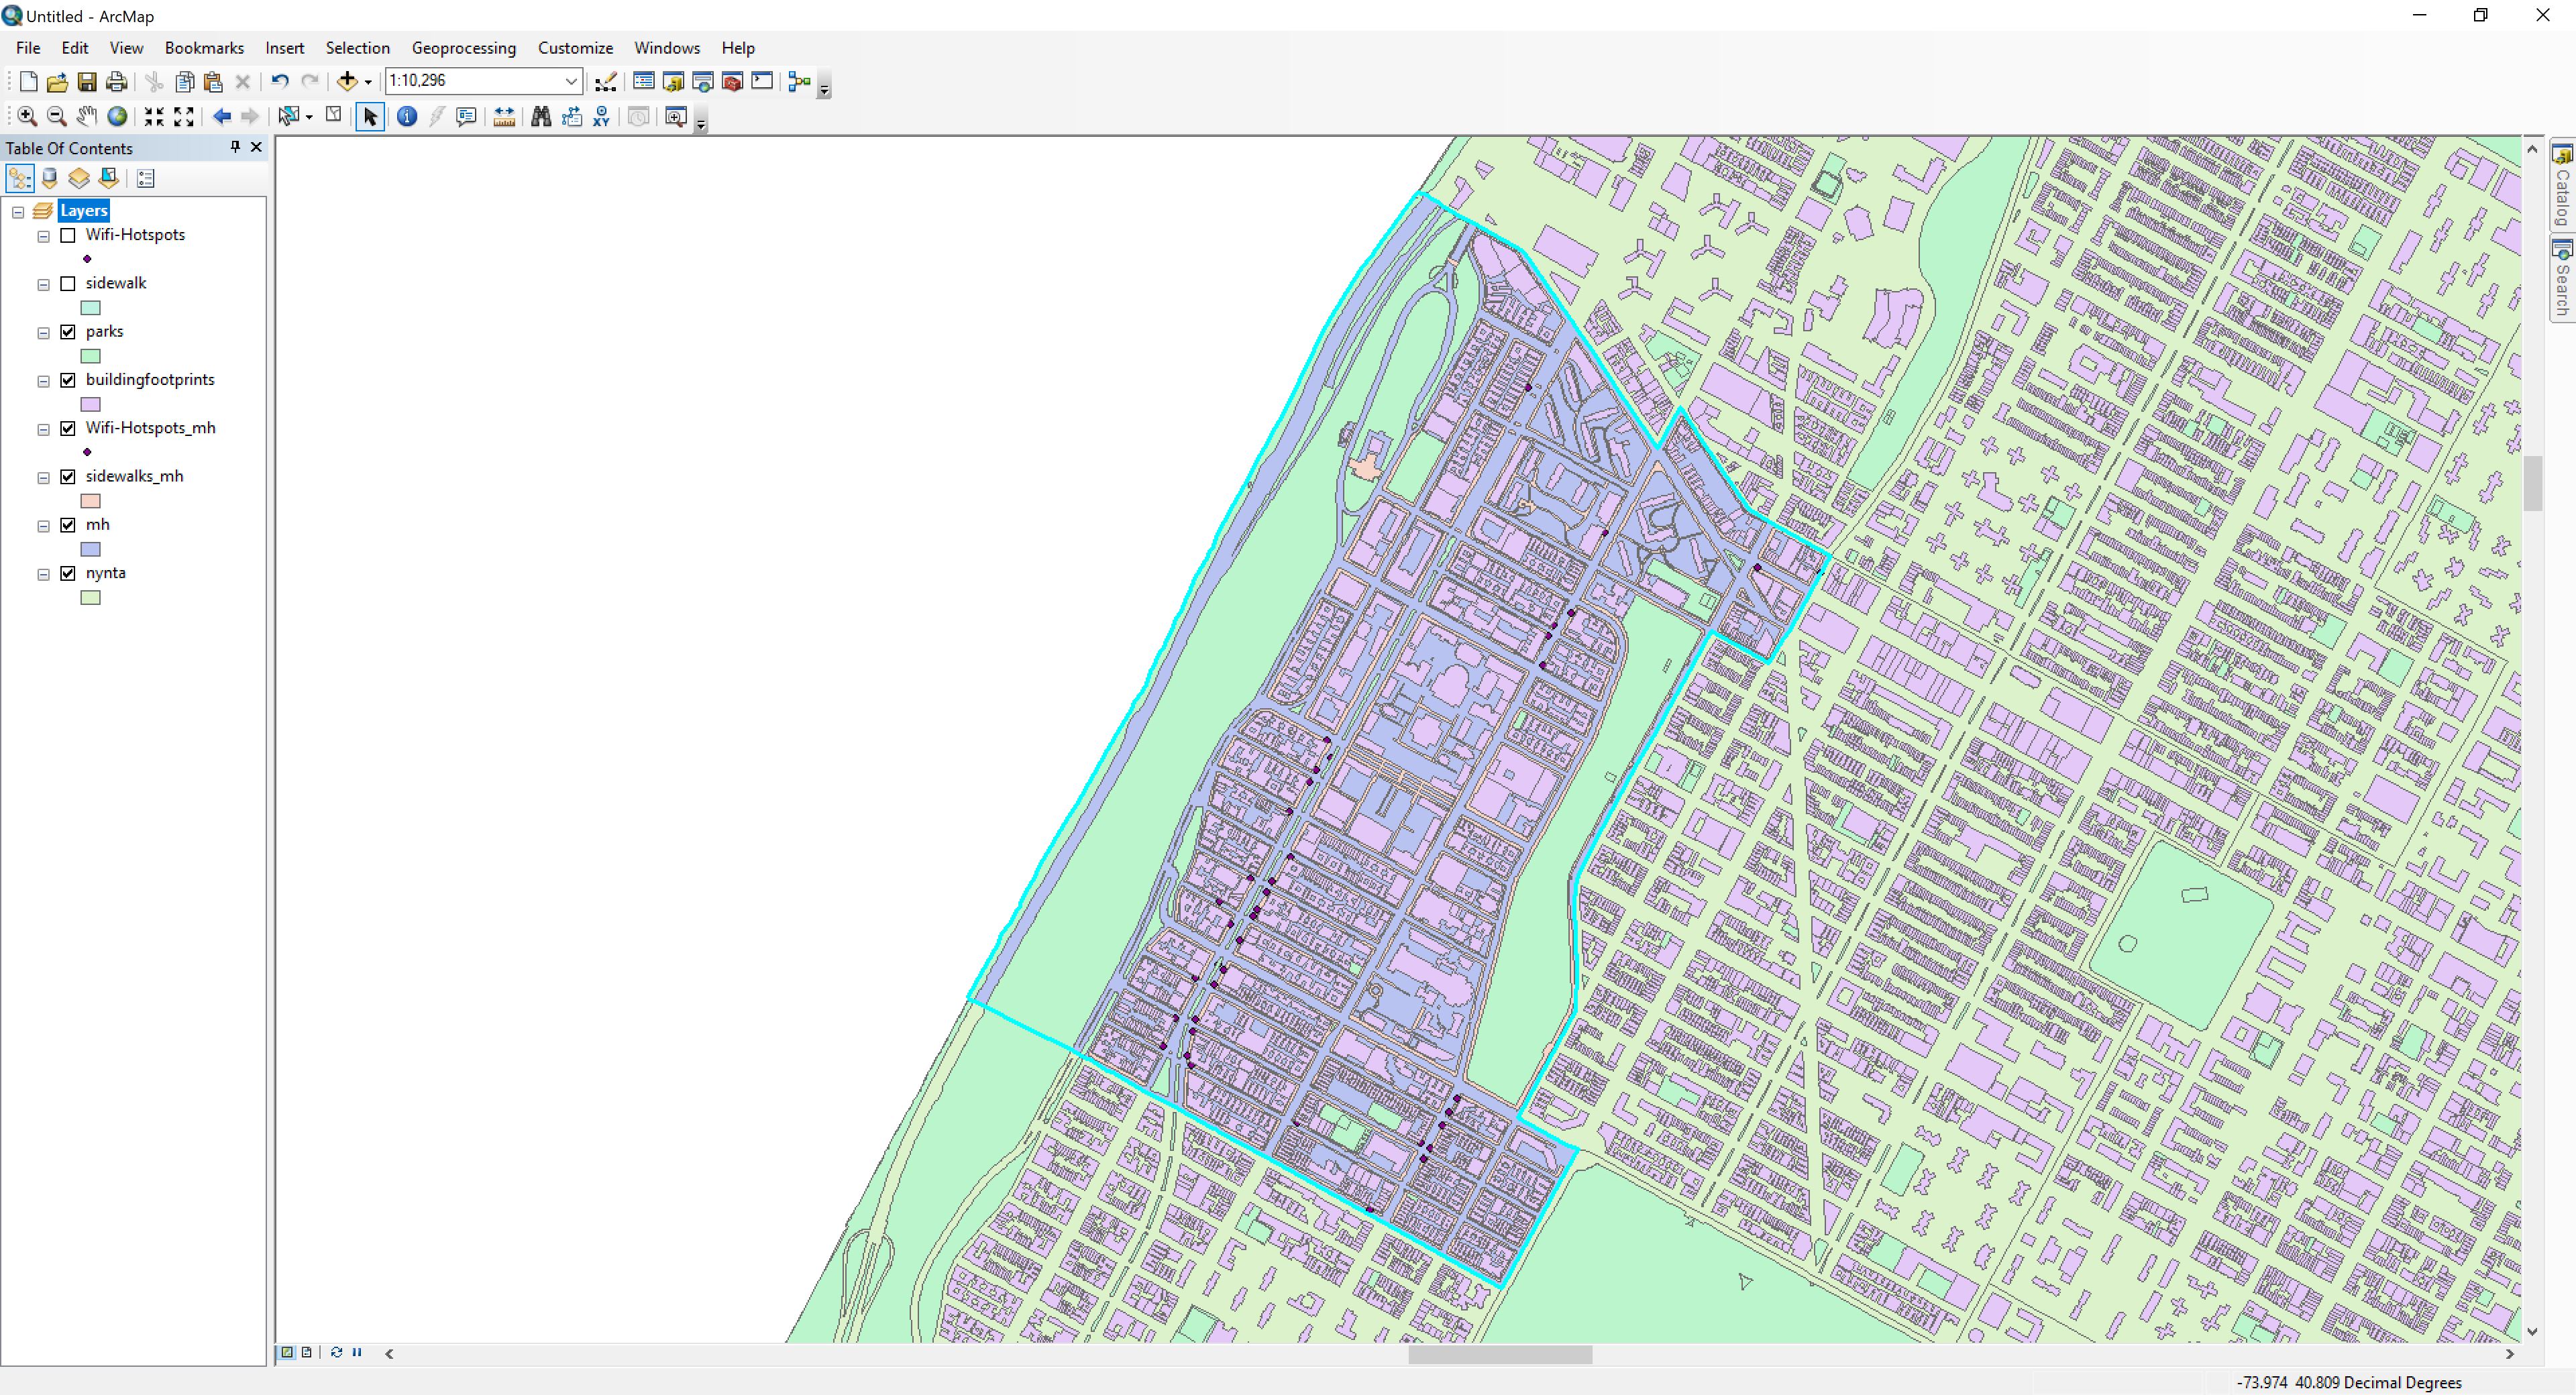 Untitled - ArcMap
File Edit View Bookmarks Insert Selection Geoprocessing Customize Windows Help
1:10,296
XY
Table Of Contents
Layers
Wifi-Hotspots
sidewalk
parks
buildingfootprints
Wifi-Hotspots_mh
sidewalks_mh
mh
nynta
Catalog
Search
-73.974 40.809 Decimal Degrees